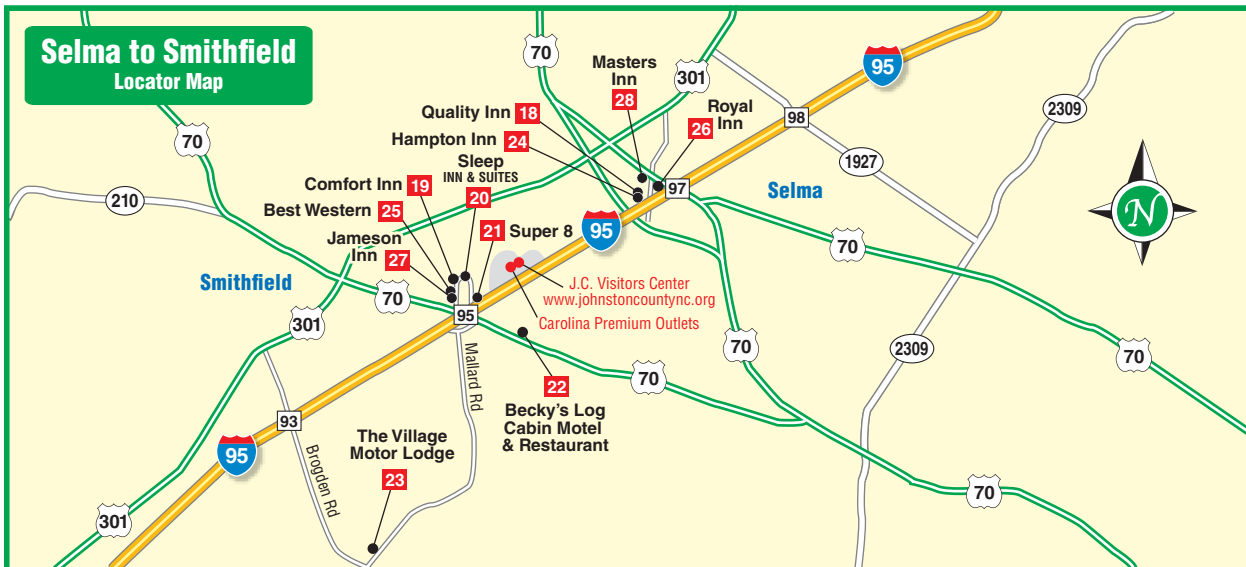 Selma to Smithfield
Locator Map
70
301
95
2309
Masters
Inn
28
Quality Inn 18
Royal
Inn
26
98
Hampton Inn 24
70
1927
Sleep
INN & SUITES
20
Comfort Inn 19
97
Selma
210
Best Western 25
N
21 Super 8
95
Jameson
Inn
27
70
Smithfield
J.C. Visitors Center
www.johnstoncountync.org
70
95
Carolina Premium Outlets
301
70
2309
70
Mallard Rd
70
22
Becky's Log
Cabin Motel
& Restaurant
93
The Village
Motor Lodge
23
95
Brogden Rd
70
301